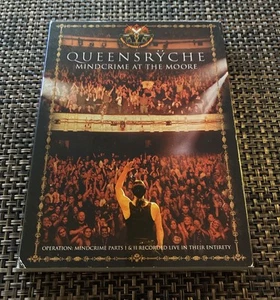 QUEENSRŸCHE
MINDCRIME AT THE MOORE
OPERATION: MINDCRIME PARTS I & II RECORDED LIVE IN THEIR ENTIRETY